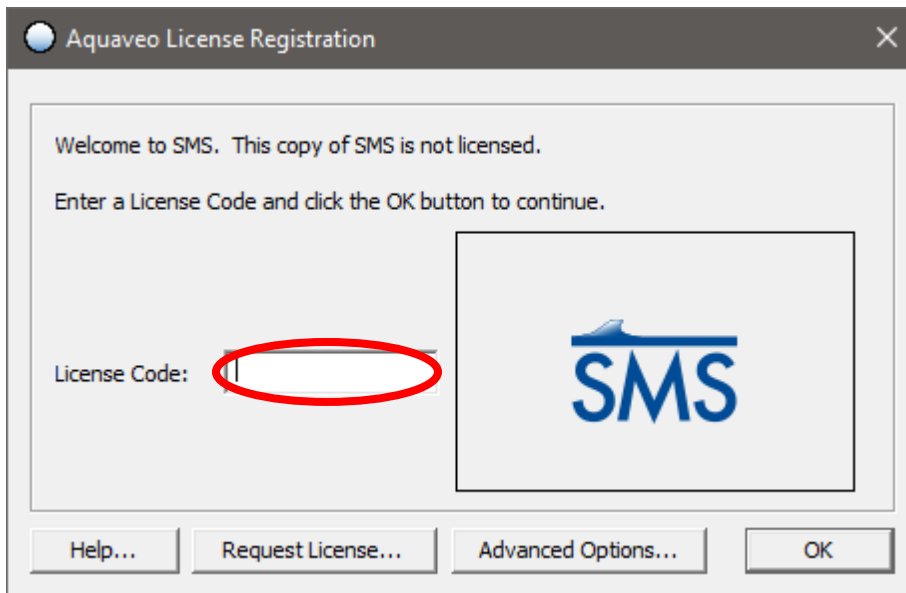 Aquaveo License Registration
Welcome to SMS.  This copy of SMS is not licensed.
Enter a License Code and click the OK button to continue.
License Code:
SMS
Help...
Request License...
Advanced Options...
OK